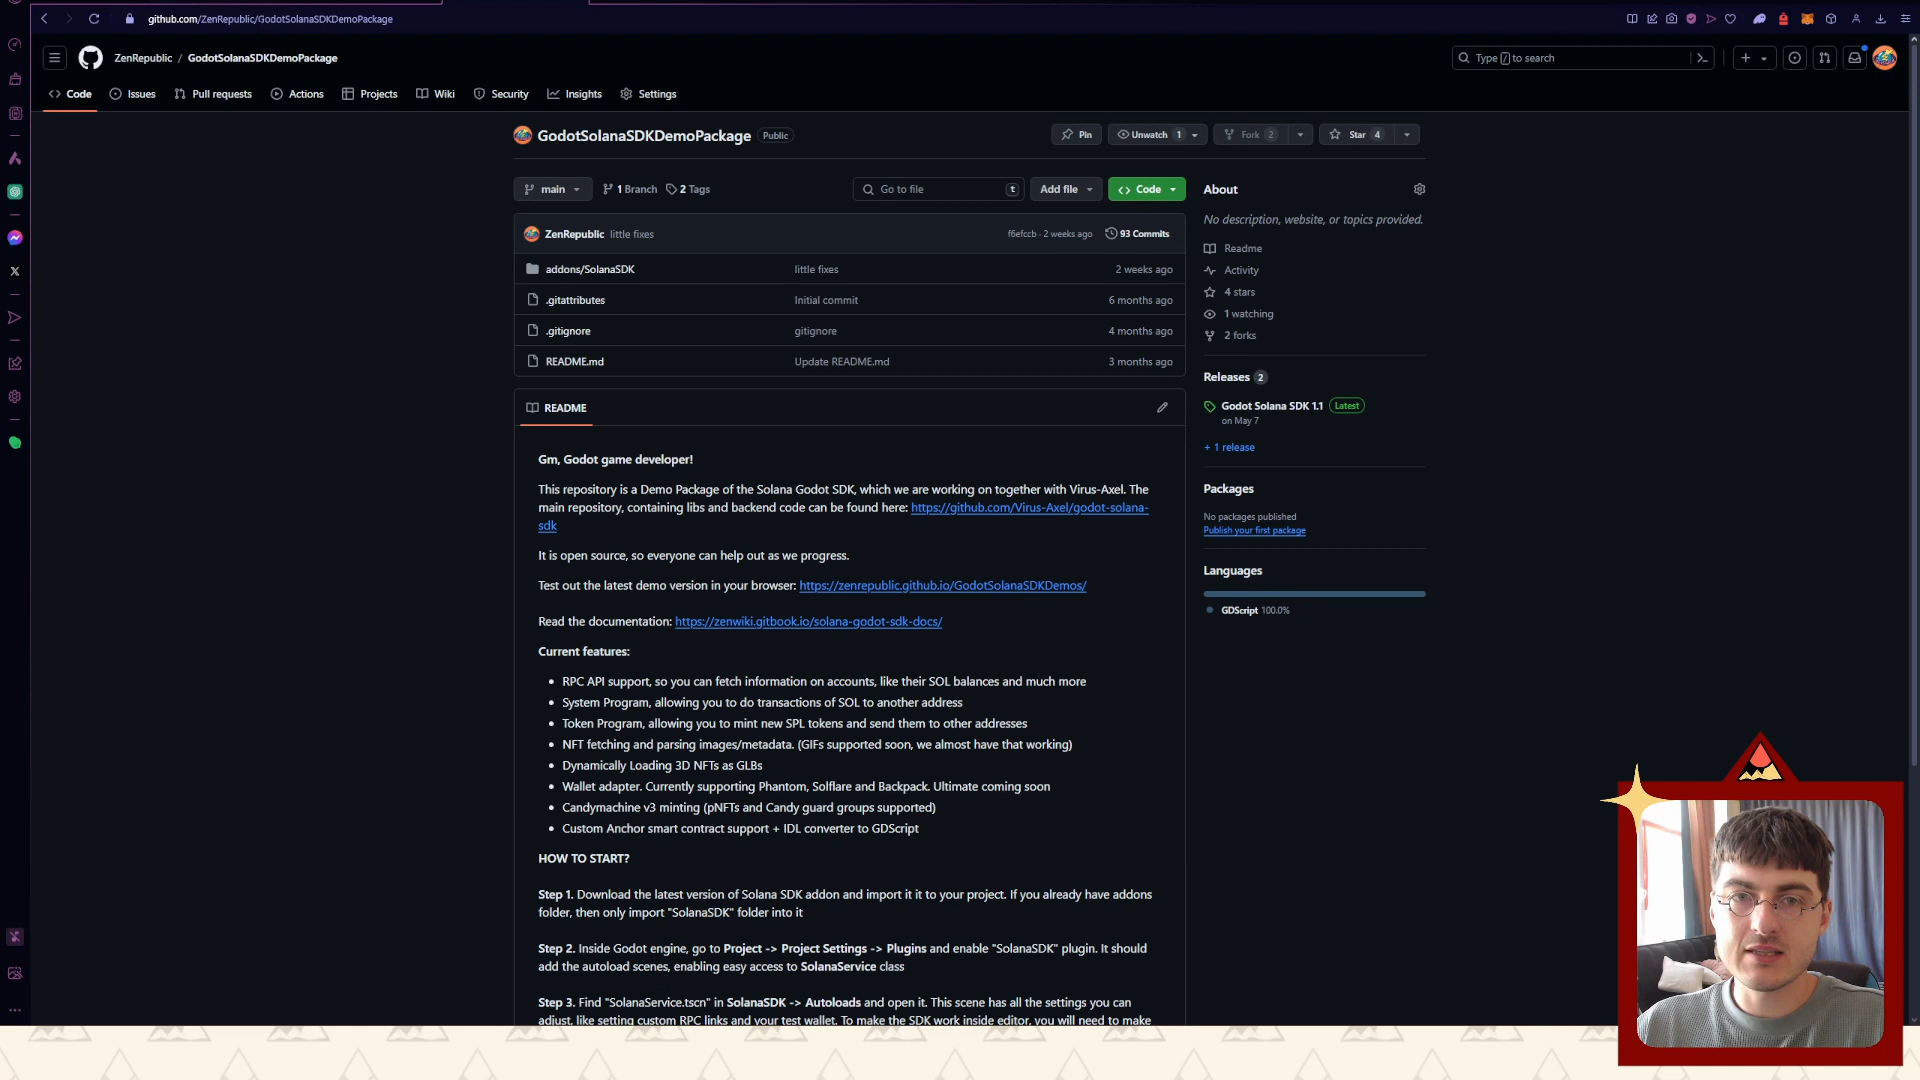 github.com/ZenRepublic/GodotSolanaSDKDemoPackage
ZenRepublic / GodotSolanaSDKDemoPackage
Type / to search
Code Issues Pull requests Actions Projects Wiki Security Insights Settings
GodotSolanaSDKDemoPackage Public
Pin Unwatch 1 Fork 2 Star 4
main 1 Branch 2 Tags Go to file t Add file Code
ZenRepublic little fixes f6efccb · 2 weeks ago 93 Commits
addons/SolanaSDK little fixes 2 weeks ago
.gitattributes Initial commit 6 months ago
.gitignore gitignore 4 months ago
README.md Update README.md 3 months ago
README
Gm, Godot game developer!
This repository is a Demo Package of the Solana Godot SDK, which we are working on together with Virus-Axel. The
main repository, containing libs and backend code can be found here: https://github.com/Virus-Axel/godot-solana-
sdk
It is open source, so everyone can help out as we progress.
Test out the latest demo version in your browser: https://zenrepublic.github.io/GodotSolanaSDKDemos/
Read the documentation: https://zenwiki.gitbook.io/solana-godot-sdk-docs/
Current features:
• RPC API support, so you can fetch information on accounts, like their SOL balances and much more
• System Program, allowing you to do transactions of SOL to another address
• Token Program, allowing you to mint new SPL tokens and send them to other addresses
• NFT fetching and parsing images/metadata. (GIFs supported soon, we almost have that working)
• Dynamically Loading 3D NFTs as GLBs
• Wallet adapter. Currently supporting Phantom, Solflare and Backpack. Ultimate coming soon
• Candymachine v3 minting (pNFTs and Candy guard groups supported)
• Custom Anchor smart contract support + IDL converter to GDScript
HOW TO START?
Step 1. Download the latest version of Solana SDK addon and import it it to your project. If you already have addons
folder, then only import "SolanaSDK" folder into it
Step 2. Inside Godot engine, go to Project -> Project Settings -> Plugins and enable "SolanaSDK" plugin. It should
add the autoload scenes, enabling easy access to SolanaService class
Step 3. Find "SolanaService.tscn" in SolanaSDK -> Autoloads and open it. This scene has all the settings you can
adjust, like setting custom RPC links and your test wallet. To make the SDK work inside editor, you will need to make
About
No description, website, or topics provided.
Readme
Activity
4 stars
1 watching
2 forks
Releases 2
Godot Solana SDK 1.1 Latest
on May 7
+ 1 release
Packages
No packages published
Publish your first package
Languages
GDScript 100.0%